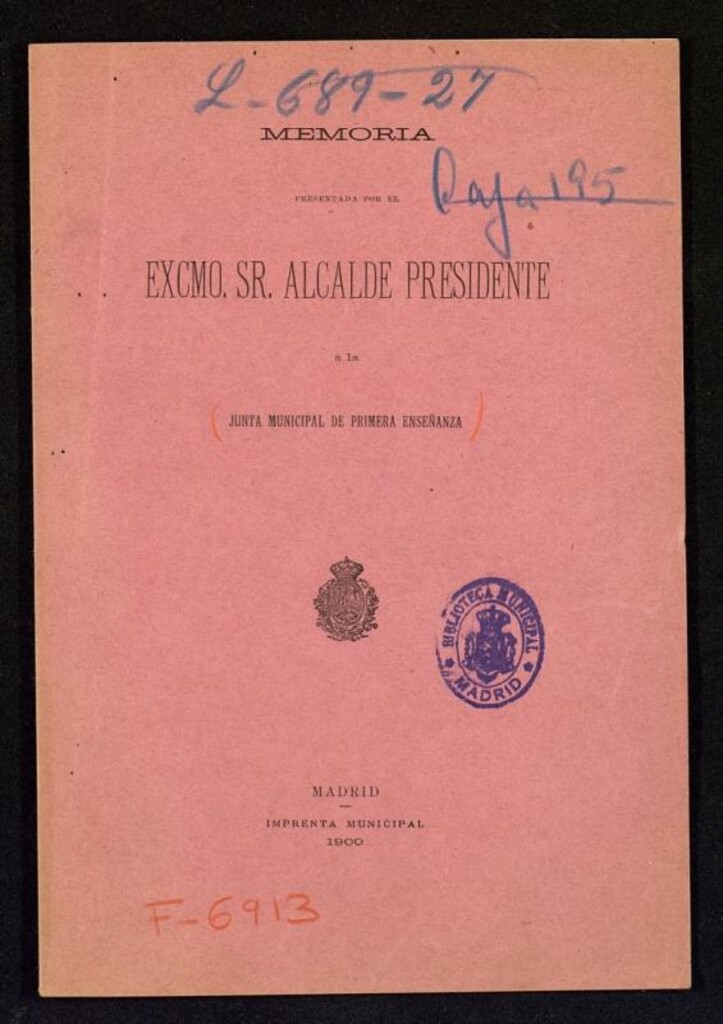 L-689-27
MEMORIA
PRESENTADA POR EL
Caja 195
EXCMO. SR. ALCALDE PRESIDENTE
á la
(JUNTA MUNICIPAL DE PRIMERA ENSEÑANZA)
BIBLIOTECA MUNICIPAL
MADRID
MADRID
IMPRENTA MUNICIPAL
1900
F-6913